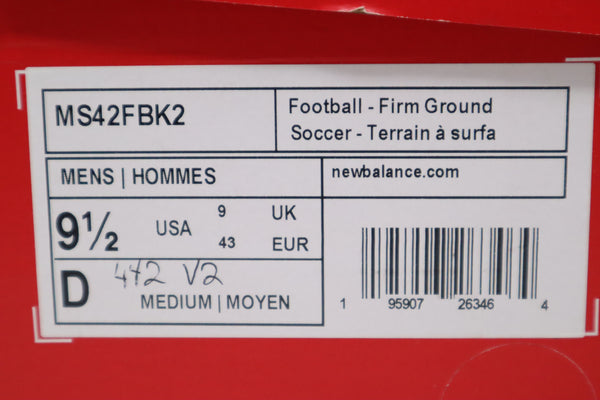 MS42FBK2
Football - Firm Ground
Soccer - Terrain à surfa
MENS | HOMMES
newbalance.com
9½ USA 9 UK
43 EUR
D 442 V2
MEDIUM | MOYEN
1 95907 26346 4